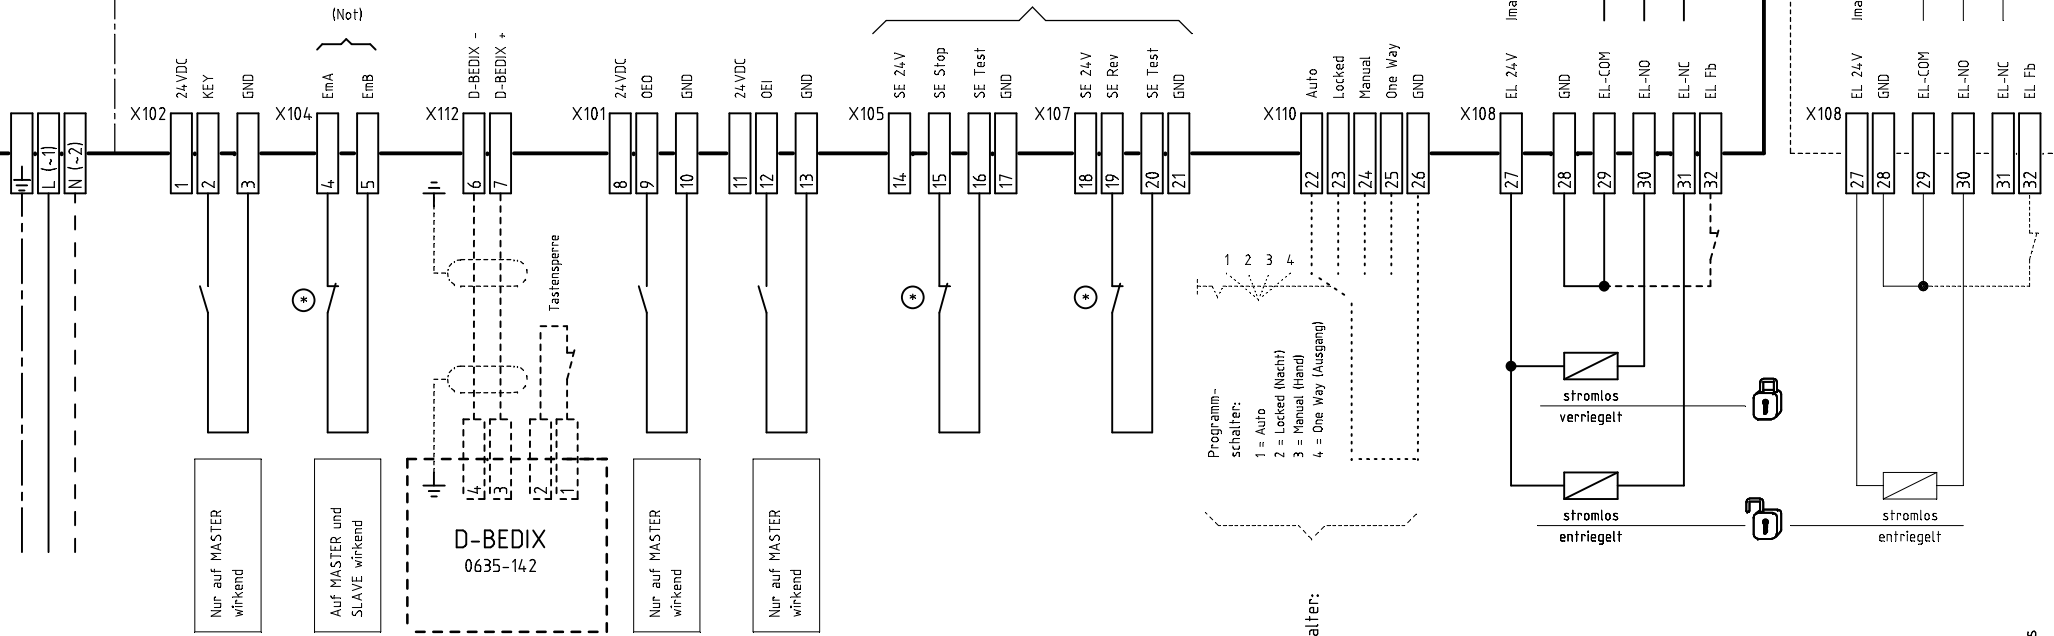 (Not)
24VDC
KEY
GND
EmA
EmB
D-BEDIX -
D-BEDIX +
24VDC
OEO
GND
24VDC
OEI
GND
SE 24V
SE Stop
SE Test
GND
SE 24V
SE Rev
SE Test
GND
Auto
Locked
Manual
One Way
GND
EL 24V
GND
EL-COM
EL-NO
EL-NC
EL Fb
EL 24V
GND
EL-COM
EL-NO
EL-NC
EL Fb
X102
X104
X112
X101
X105
X107
X110
X108
X108
L (~1)
N (~2)
1
2
3
4
5
6
7
8
9
10
11
12
13
14
15
16
17
18
19
20
21
22
23
24
25
26
27
28
29
30
31
32
27
28
29
30
31
32
Tastensperre
*
*
*
1 2 3 4
Programm-
schalter:
1 = Auto
2 = Locked (Nacht)
3 = Manual (Hand)
4 = One Way (Ausgang)
stromlos
verriegelt
stromlos
entriegelt
stromlos
entriegelt
4
3
2
1
D-BEDIX
0635-142
Nur auf MASTER
wirkend
Auf MASTER und
SLAVE wirkend
Nur auf MASTER
wirkend
Nur auf MASTER
wirkend
alter: